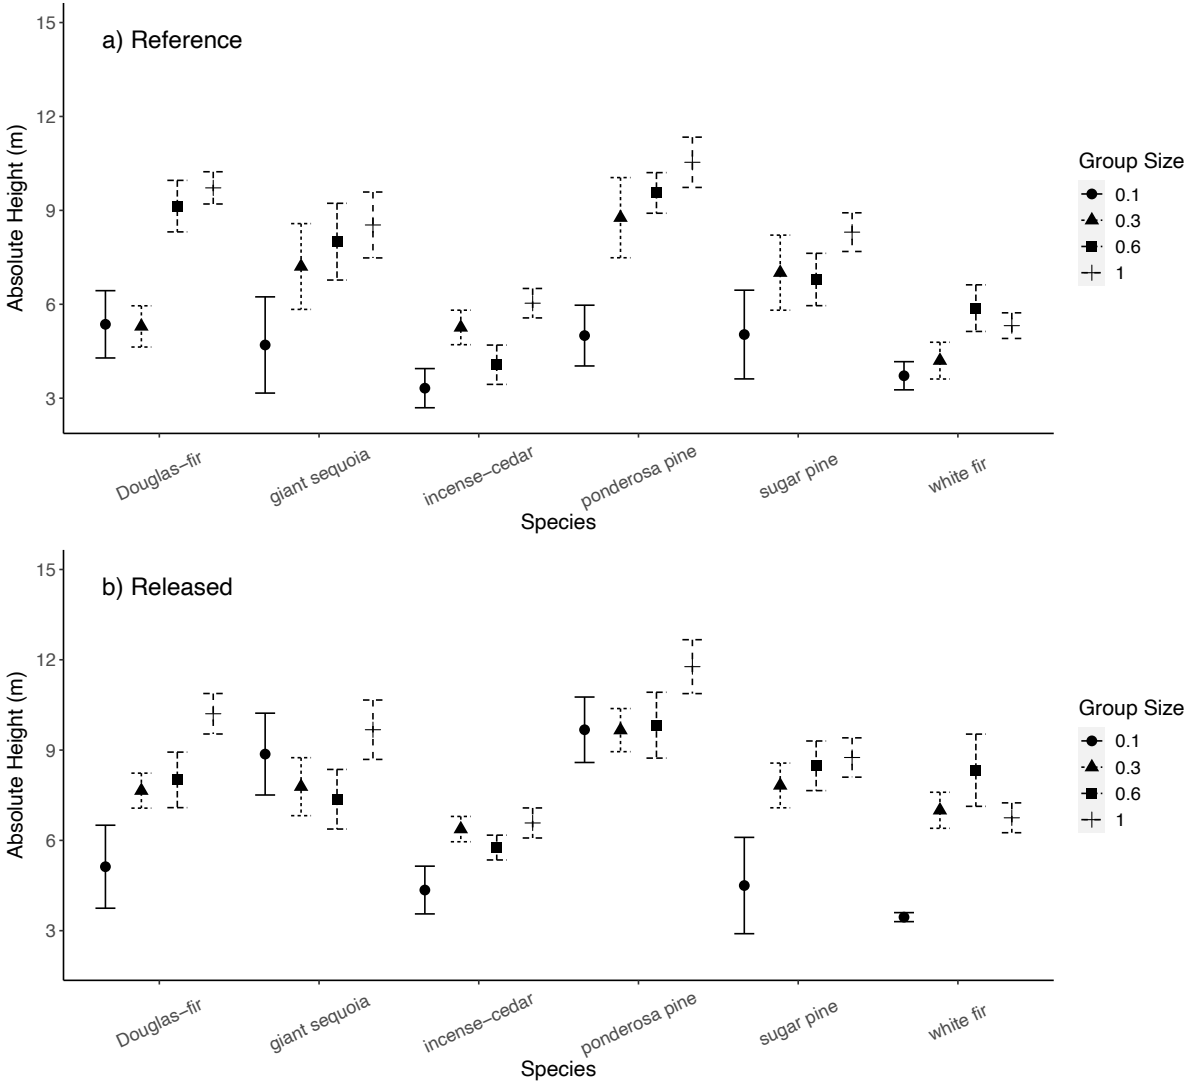 a) Reference
15
12
9
6
3
Absolute Height (m)
Douglas−fir
giant sequoia
incense−cedar
ponderosa pine
sugar pine
white fir
Species
Group Size
0.1
0.3
0.6
1
b) Released
15
12
9
6
3
Absolute Height (m)
Douglas−fir
giant sequoia
incense−cedar
ponderosa pine
sugar pine
white fir
Species
Group Size
0.1
0.3
0.6
1